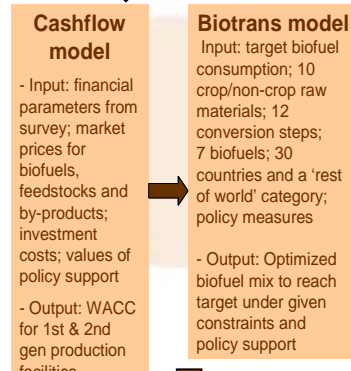 Cashflow
model
- Input: financial
parameters from
survey; market
prices for
biofuels,
feedstocks and
by-products;
investment
costs; values of
policy support
- Output: WACC
for 1st & 2nd
gen production
facilities
Biotrans model
Input: target biofuel
consumption; 10
crop/non-crop raw
materials; 12
conversion steps;
7 biofuels; 30
countries and a ‘rest
of world’ category;
policy measures
- Output: Optimized
biofuel mix to reach
target under given
constraints and
policy support